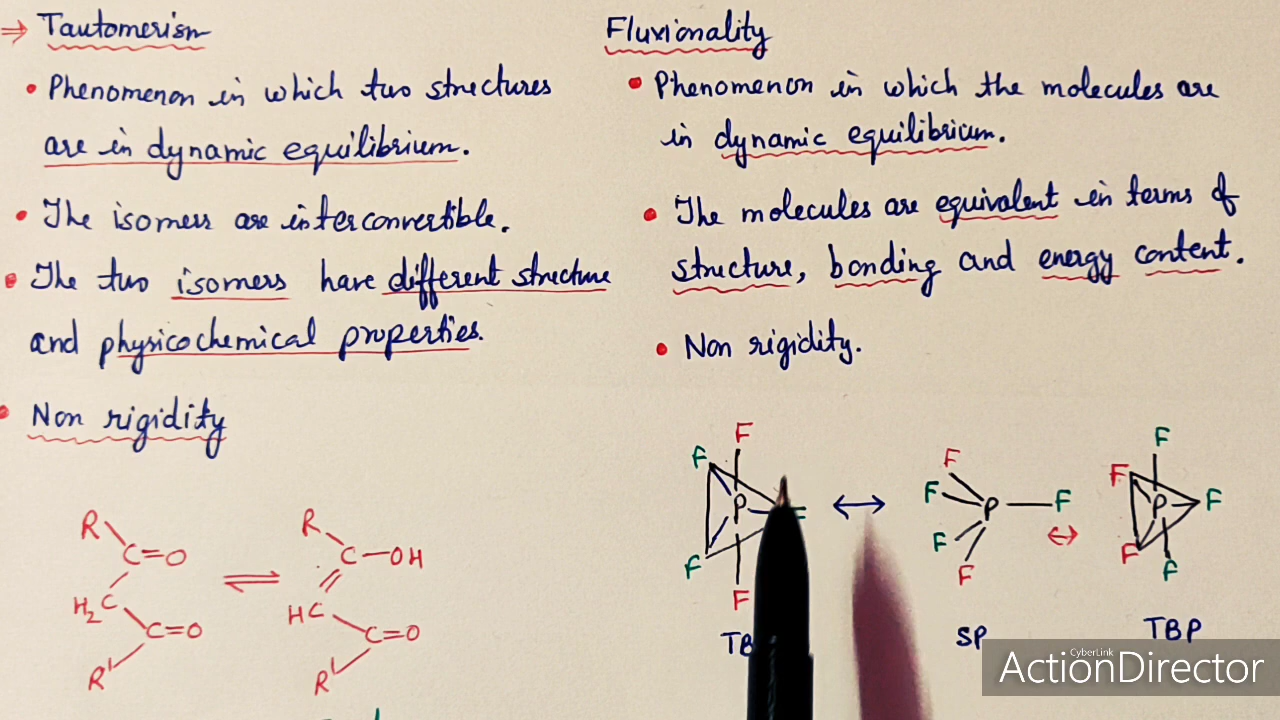 ⇒ Tautomerism
• Phenomenon in which two structures
are in dynamic equilibrium.
• The isomers are interconvertible.
• The two isomers have different structure
and physicochemical properties.
• Non rigidity
R
C=O
H2C
C=O
R'
⇌
R
C—OH
HC
C=O
R'
Fluxionality
• Phenomenon in which the molecules are
in dynamic equilibrium.
• The molecules are equivalent in terms of
structure, bonding and energy content.
• Non rigidity.
F
F
P
F
F
F
↔
F
F
P
F
F
F
SP
↔
F
F
P
F
F
F
TBP
CyberLink
ActionDirector